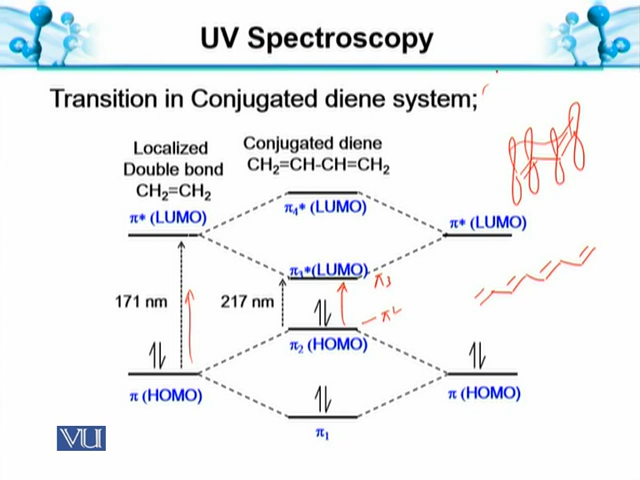 UV Spectroscopy
Transition in Conjugated diene system;
Localized
Double bond
CH₂=CH₂
Conjugated diene
CH₂=CH-CH=CH₂
π* (LUMO)
π₄* (LUMO)
π* (LUMO)
π₃*(LUMO)
π3
171 nm
217 nm
π2
π₂ (HOMO)
π (HOMO)
π (HOMO)
π₁
VU